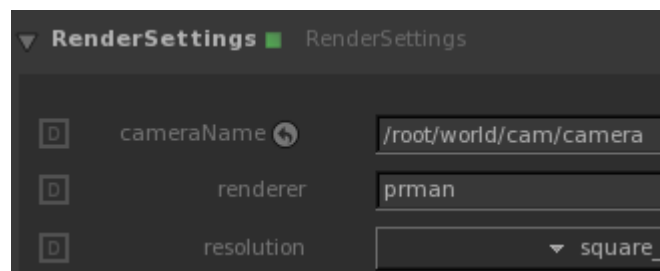 RenderSettings RenderSettings
D cameraName /root/world/cam/camera
D renderer prman
D resolution square_